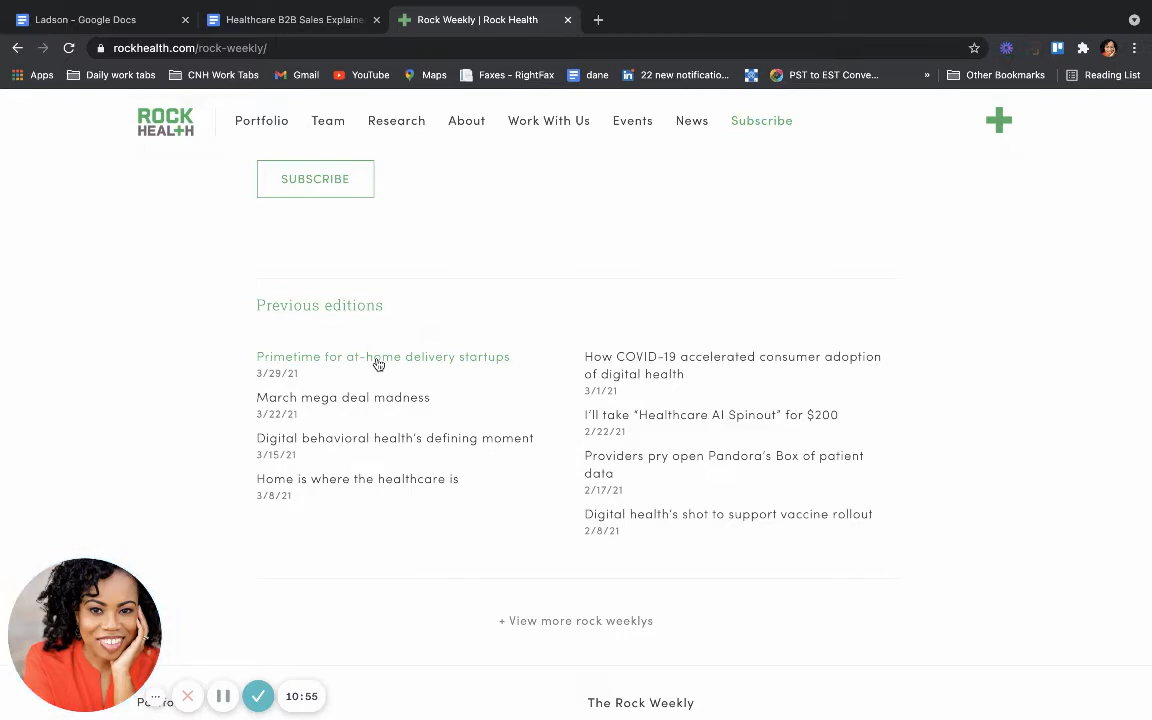 Ladson - Google Docs
Healthcare B2B Sales Explaine
Rock Weekly | Rock Health
rockhealth.com/rock-weekly/
Apps
Daily work tabs
CNH Work Tabs
Gmail
YouTube
Maps
Faxes - RightFax
dane
22 new notificatio...
PST to EST Conve...
»
Other Bookmarks
Reading List
ROCK
HEALTH
Portfolio
Team
Research
About
Work With Us
Events
News
Subscribe
SUBSCRIBE
Previous editions
Primetime for at-home delivery startups
3/29/21
March mega deal madness
3/22/21
Digital behavioral health's defining moment
3/15/21
Home is where the healthcare is
3/8/21
How COVID-19 accelerated consumer adoption
of digital health
3/1/21
I'll take “Healthcare AI Spinout” for $200
2/22/21
Providers pry open Pandora's Box of patient
data
2/17/21
Digital health's shot to support vaccine rollout
2/8/21
+ View more rock weeklys
10:55
The Rock Weekly